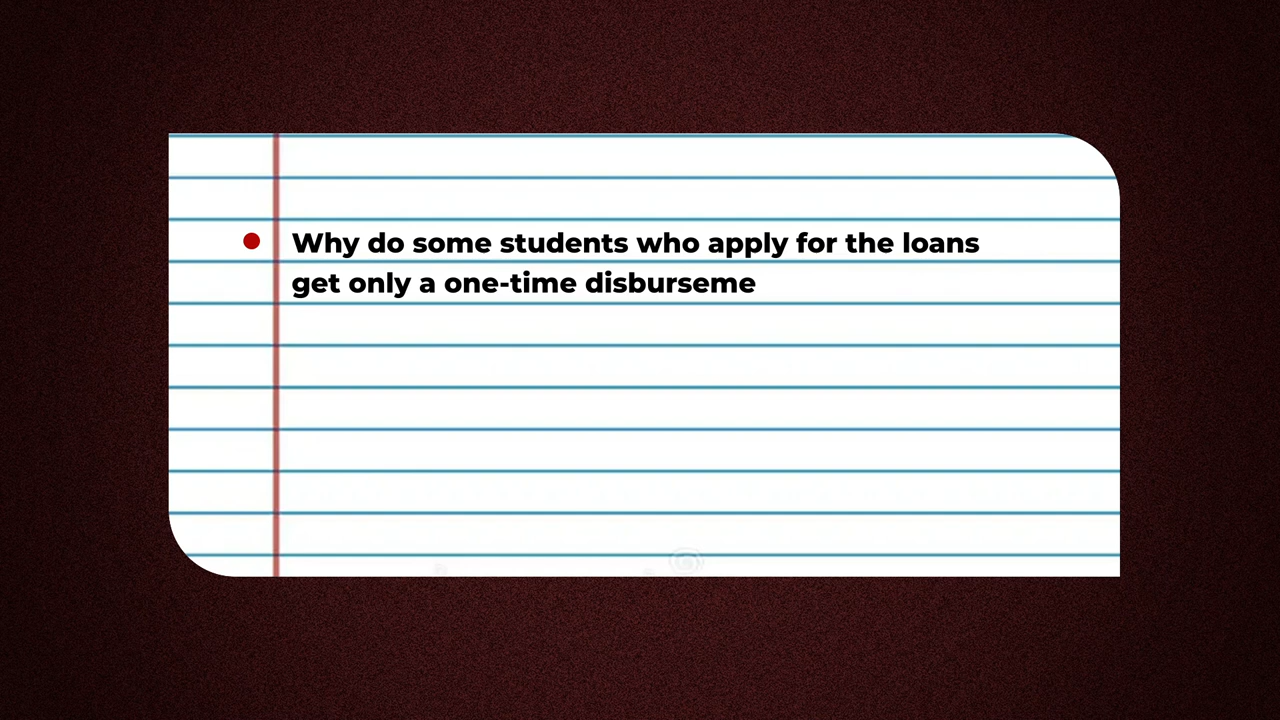 Why do some students who apply for the loans
get only a one-time disburseme